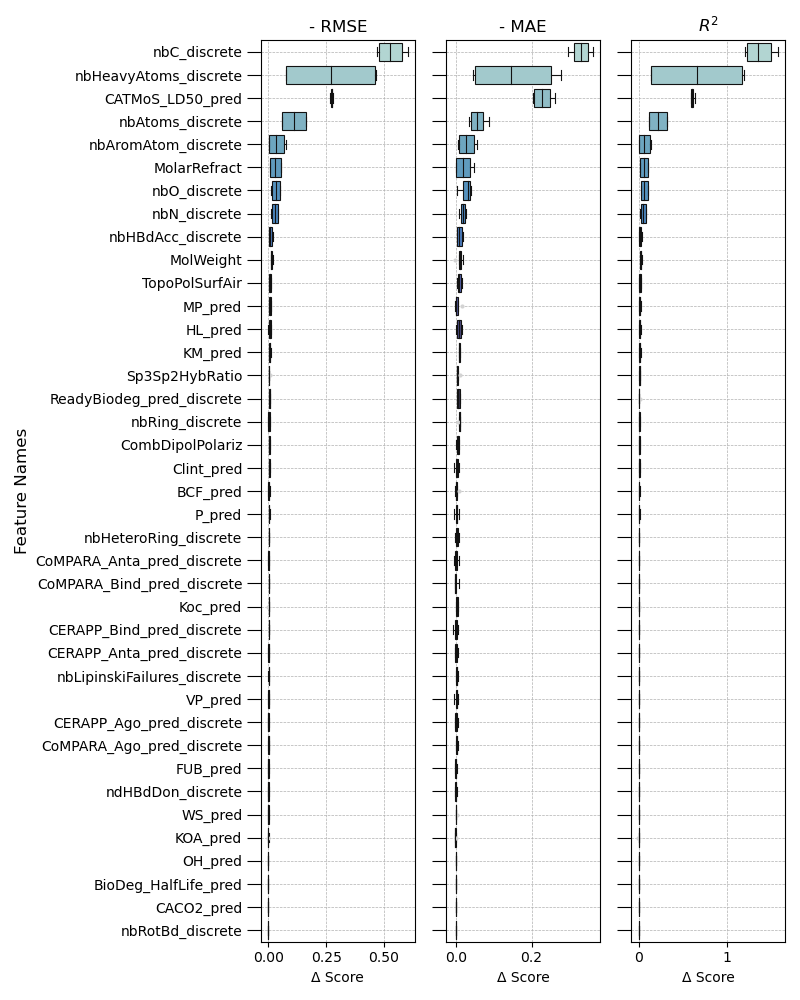 - RMSE
- MAE
R²
nbC_discrete
nbHeavyAtoms_discrete
CATMoS_LD50_pred
nbAtoms_discrete
nbAromAtom_discrete
MolarRefract
nbO_discrete
nbN_discrete
nbHBdAcc_discrete
MolWeight
TopoPolSurfAir
MP_pred
HL_pred
KM_pred
Sp3Sp2HybRatio
ReadyBiodeg_pred_discrete
nbRing_discrete
CombDipolPolariz
Clint_pred
BCF_pred
P_pred
nbHeteroRing_discrete
CoMPARA_Anta_pred_discrete
CoMPARA_Bind_pred_discrete
Koc_pred
CERAPP_Bind_pred_discrete
CERAPP_Anta_pred_discrete
nbLipinskiFailures_discrete
VP_pred
CERAPP_Ago_pred_discrete
CoMPARA_Ago_pred_discrete
FUB_pred
ndHBdDon_discrete
WS_pred
KOA_pred
OH_pred
BioDeg_HalfLife_pred
CACO2_pred
nbRotBd_discrete
Feature Names
0.00 0.25 0.50
0.0 0.2
0 1
Δ Score
Δ Score
Δ Score